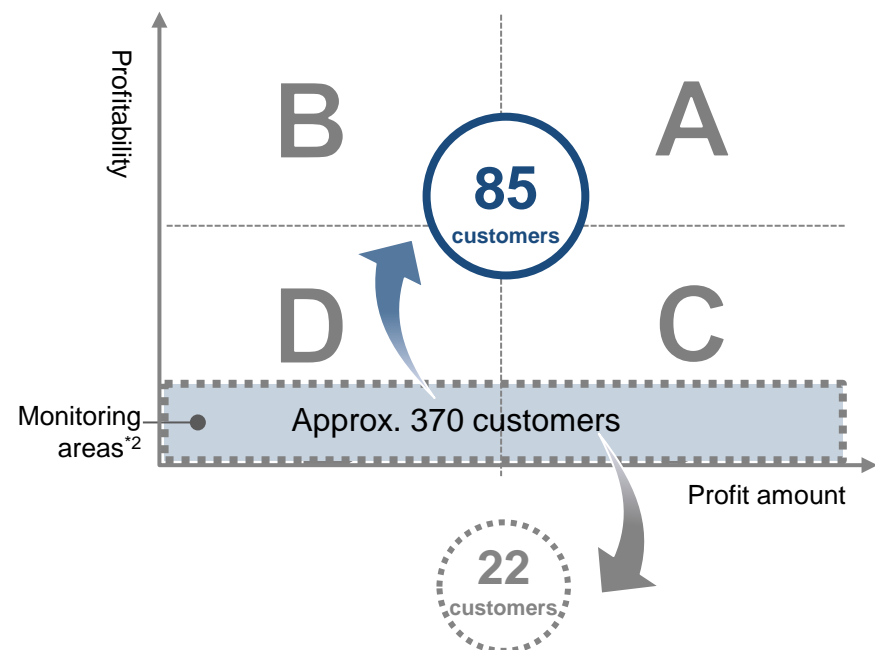 Profitability
B
A
85
customers
D
C
Monitoring
areas*2
Approx. 370 customers
Profit amount
22
customers